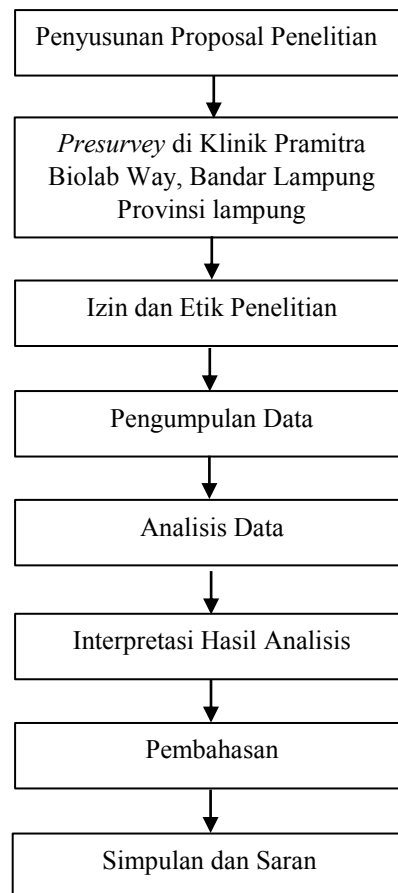 Penyusunan Proposal Penelitian
Presurvey di Klinik Pramitra
Biolab Way, Bandar Lampung
Provinsi lampung
Izin dan Etik Penelitian
Pengumpulan Data
Analisis Data
Interpretasi Hasil Analisis
Pembahasan
Simpulan dan Saran